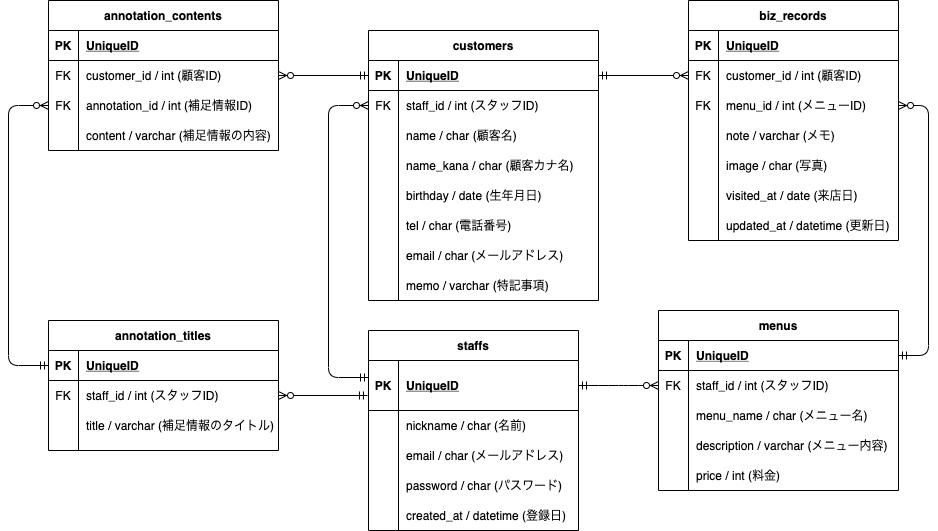 annotation_contents
PK UniqueID
FK customer_id / int (顧客ID)
FK annotation_id / int (補足情報ID)
content / varchar (補足情報の内容)
customers
PK UniqueID
FK staff_id / int (スタッフID)
name / char (顧客名)
name_kana / char (顧客カナ名)
birthday / date (生年月日)
tel / char (電話番号)
email / char (メールアドレス)
memo / varchar (特記事項)
biz_records
PK UniqueID
FK customer_id / int (顧客ID)
FK menu_id / int (メニューID)
note / varchar (メモ)
image / char (写真)
visited_at / date (来店日)
updated_at / datetime (更新日)
annotation_titles
PK UniqueID
FK staff_id / int (スタッフID)
title / varchar (補足情報のタイトル)
staffs
PK UniqueID
nickname / char (名前)
email / char (メールアドレス)
password / char (パスワード)
created_at / datetime (登録日)
menus
PK UniqueID
FK staff_id / int (スタッフID)
menu_name / char (メニュー名)
description / varchar (メニュー内容)
price / int (料金)